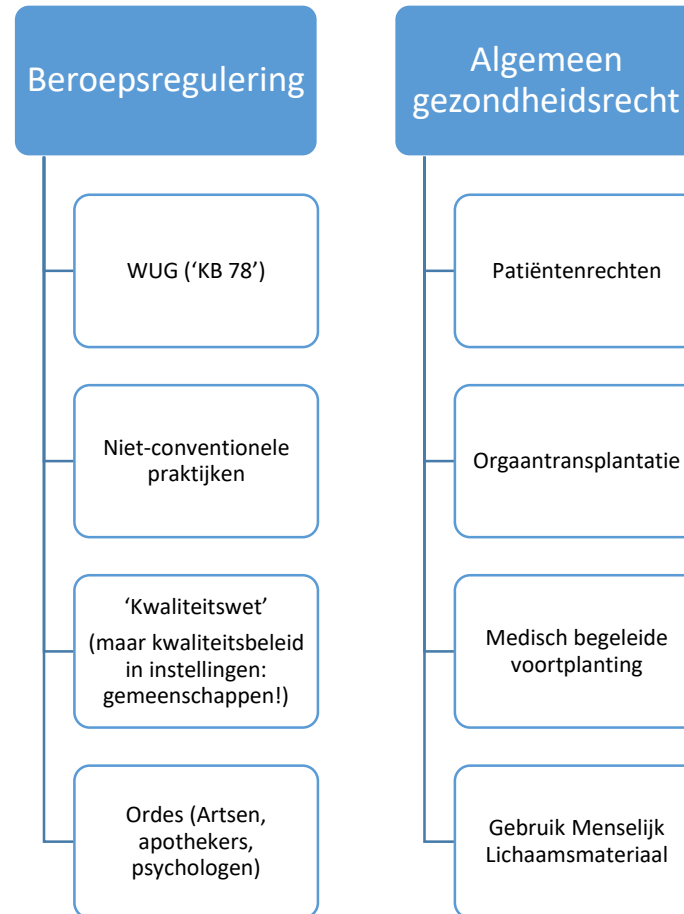 Beroepsregulering
WUG (‘KB 78’)
Niet-conventionele
praktijken
‘Kwaliteitswet’
(maar kwaliteitsbeleid
in instellingen:
gemeenschappen!)
Ordes (Artsen,
apothekers,
psychologen)
Algemeen
gezondheidsrecht
Patiëntenrechten
Orgaantransplantatie
Medisch begeleide
voortplanting
Gebruik Menselijk
Lichaamsmateriaal